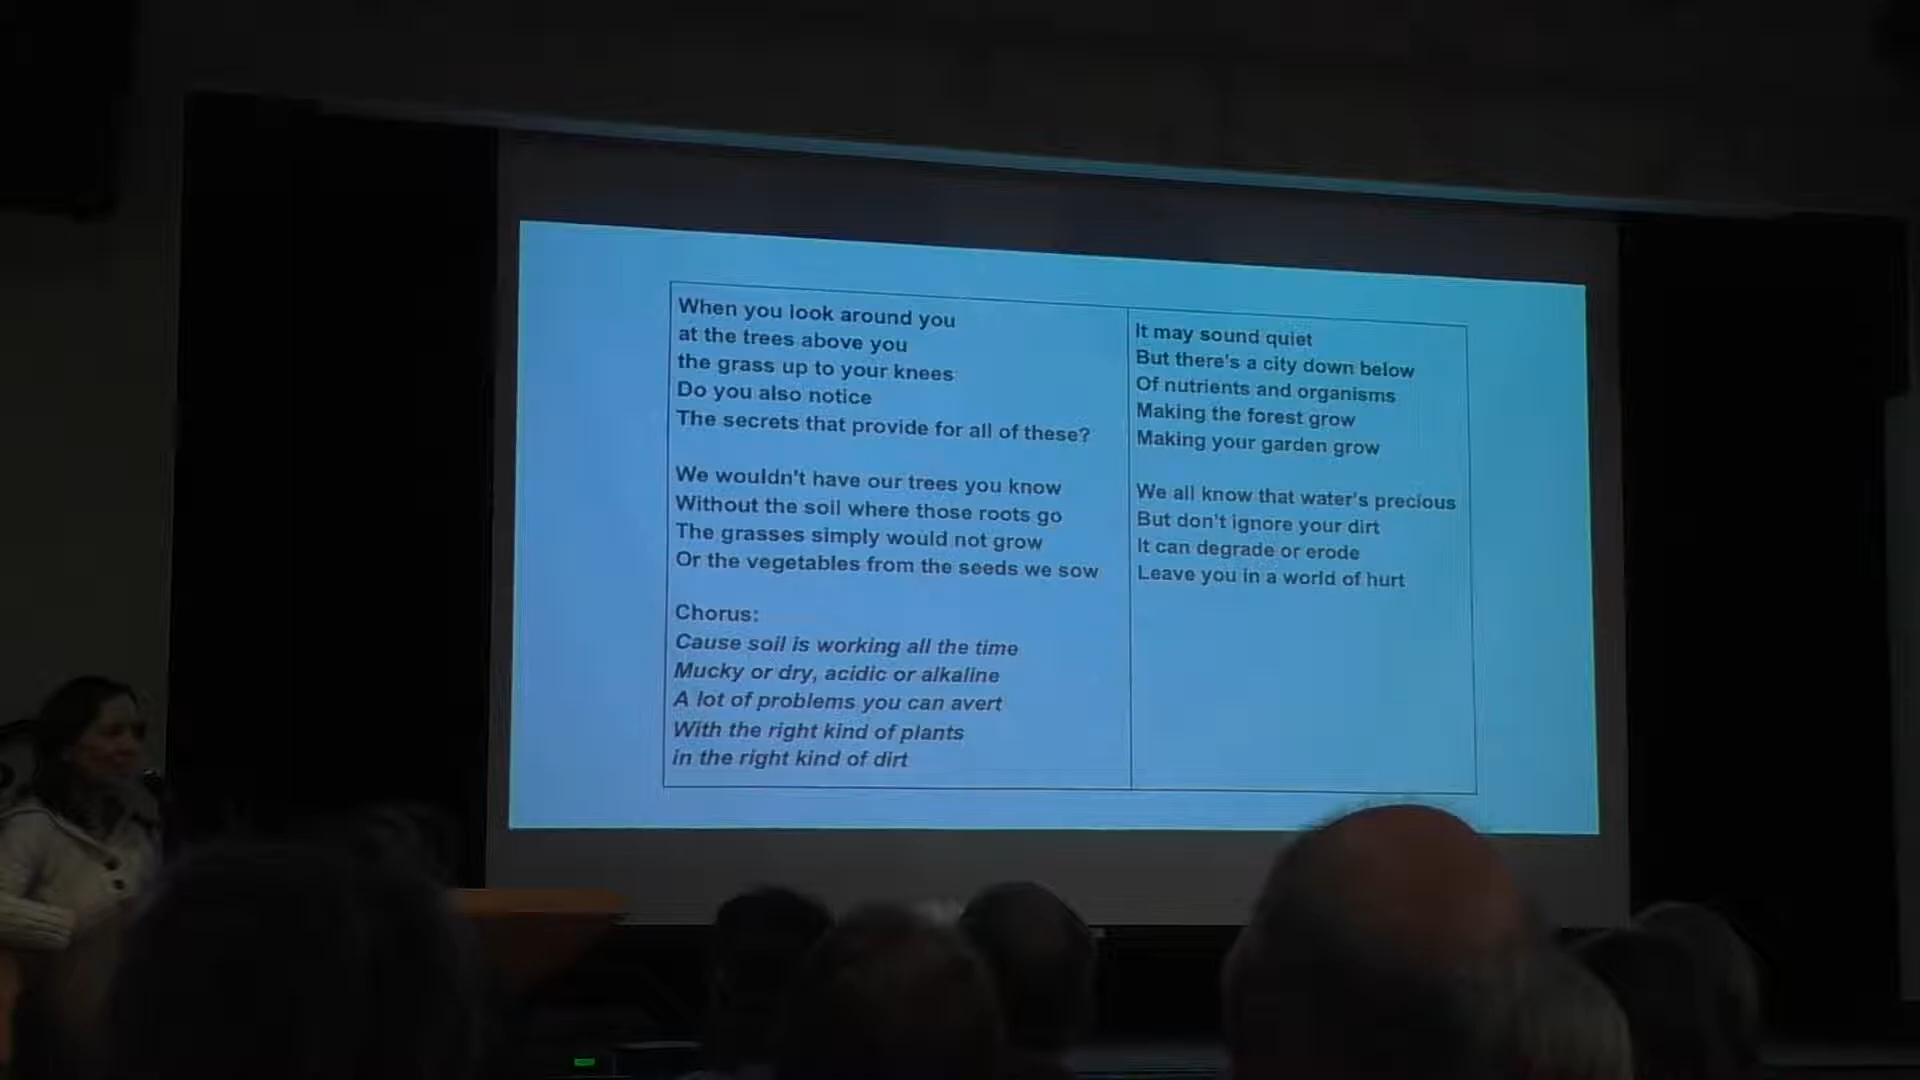 When you look around you
at the trees above you
the grass up to your knees
Do you also notice
The secrets that provide for all of these?
We wouldn't have our trees you know
Without the soil where those roots go
The grasses simply would not grow
Or the vegetables from the seeds we sow
Chorus:
Cause soil is working all the time
Mucky or dry, acidic or alkaline
A lot of problems you can avert
With the right kind of plants
in the right kind of dirt
It may sound quiet
But there's a city down below
Of nutrients and organisms
Making the forest grow
Making your garden grow
We all know that water's precious
But don't ignore your dirt
It can degrade or erode
Leave you in a world of hurt